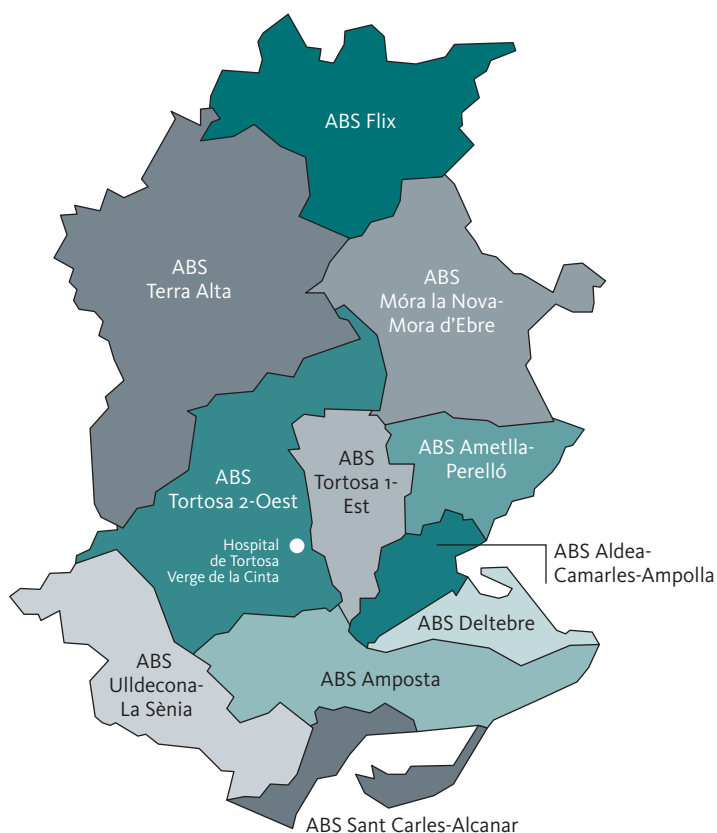 ABS Flix
ABS
Terra Alta
ABS
Móra la Nova-
Mora d'Ebre
ABS Ametlla-
Perelló
ABS
Tortosa 1-
Est
ABS
Tortosa 2-Oest
Hospital
de Tortosa
Verge de la Cinta
ABS Aldea-
Camarles-Ampolla
ABS Deltebre
ABS
Ulldecona-
La Sènia
ABS Amposta
ABS Sant Carles-Alcanar